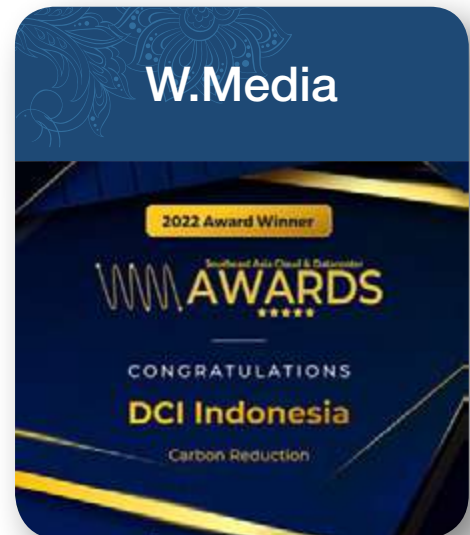 W.Media
2022 Award Winner
Southeast Asia Cloud & Datacenter
AWARDS
CONGRATULATIONS
DCI Indonesia
Carbon Reduction